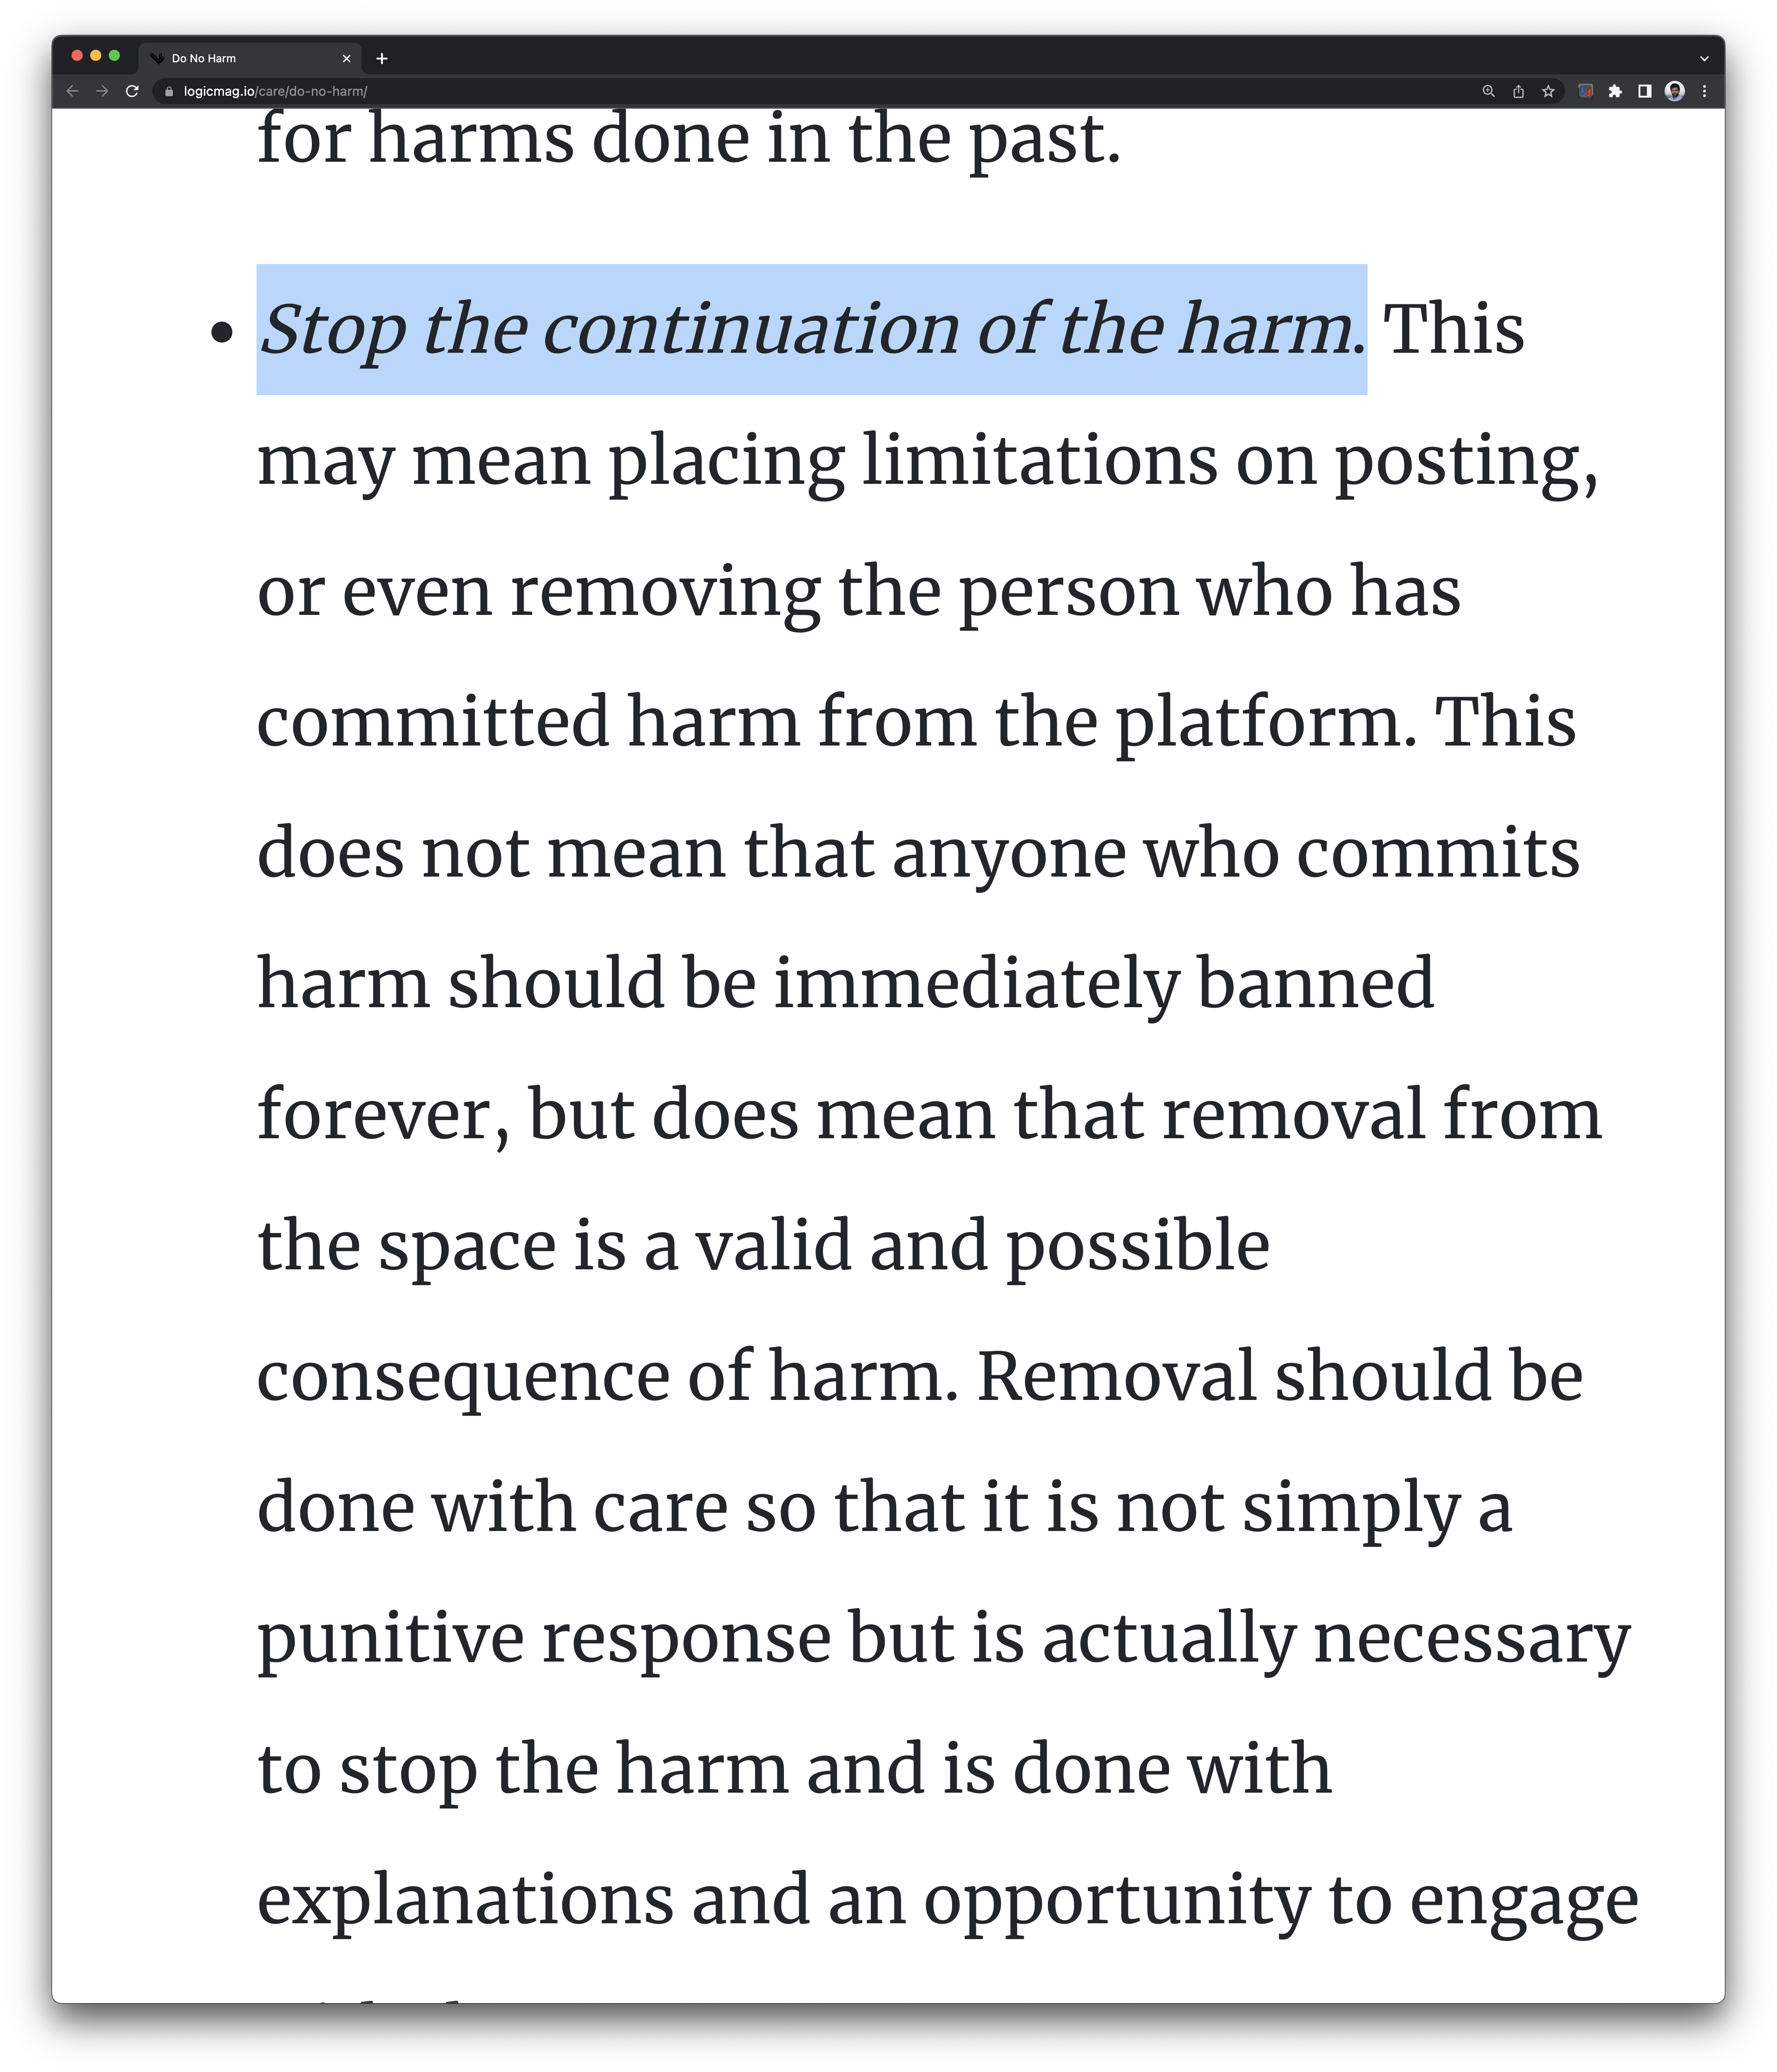 Do No Harm
logicmag.io/care/do-no-harm/
for harms done in the past.
• Stop the continuation of the harm. This
may mean placing limitations on posting,
or even removing the person who has
committed harm from the platform. This
does not mean that anyone who commits
harm should be immediately banned
forever, but does mean that removal from
the space is a valid and possible
consequence of harm. Removal should be
done with care so that it is not simply a
punitive response but is actually necessary
to stop the harm and is done with
explanations and an opportunity to engage